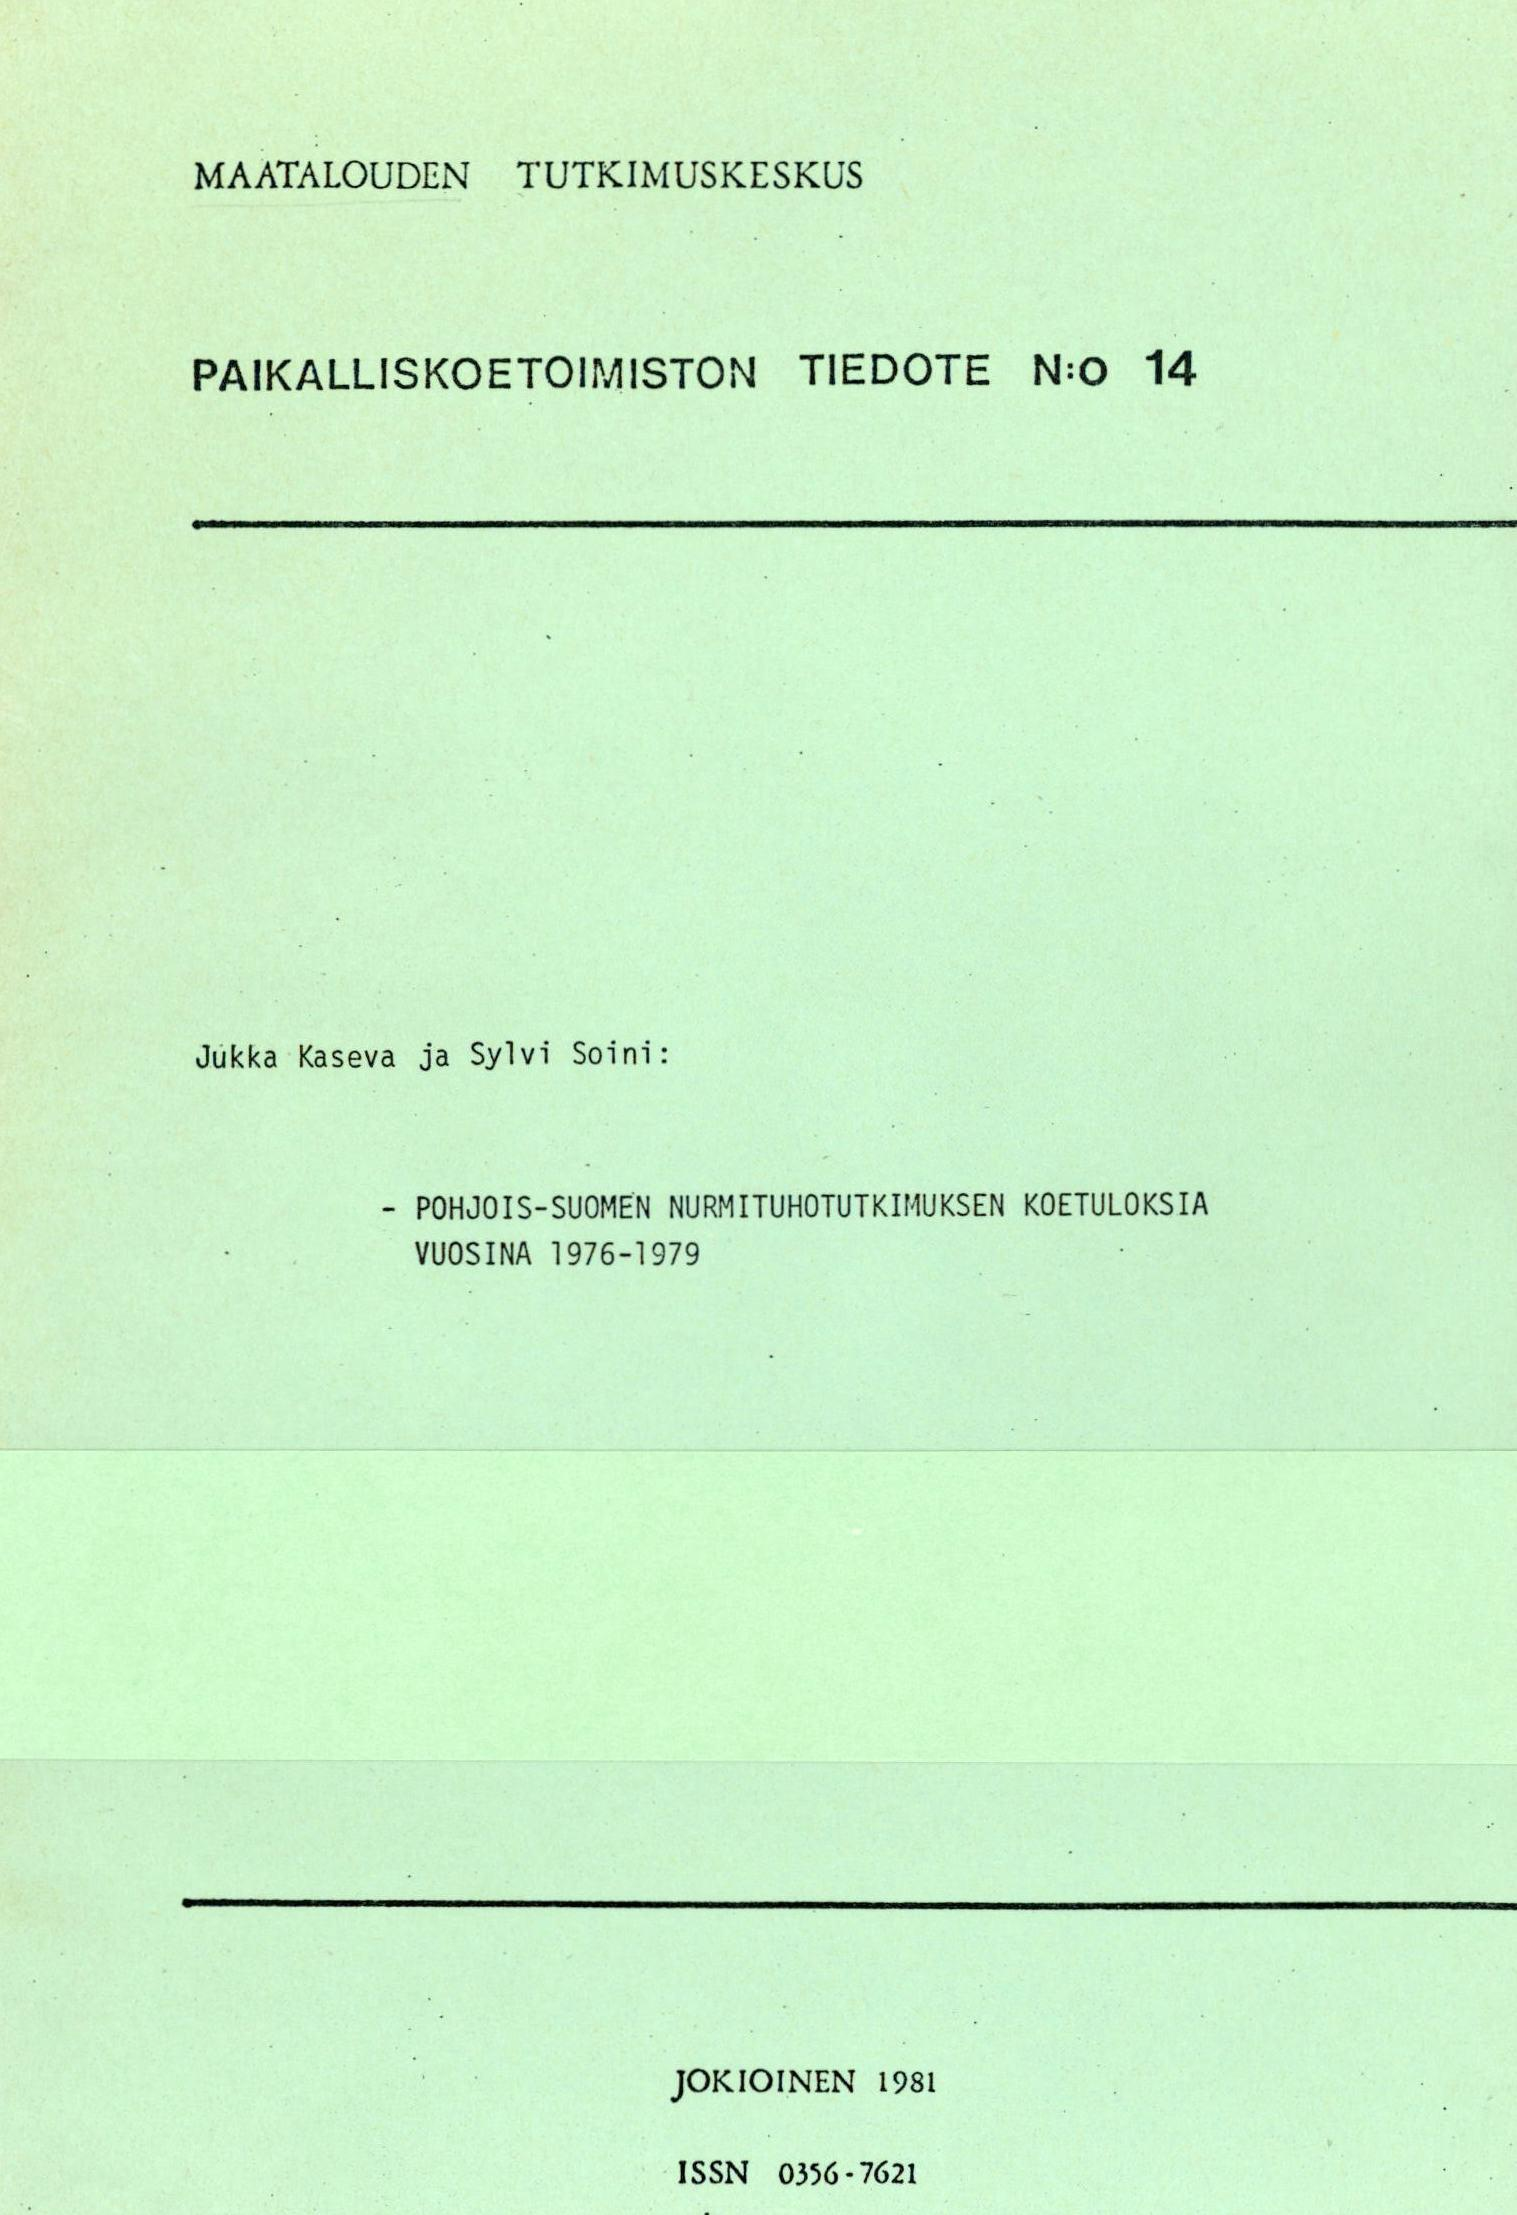 MAATALOUDEN TUTKIMUSKESKUS
PAIKALLISKOETOIMISTON TIEDOTE N:O 14
Jukka Kaseva ja Sylvi Soini:
- POHJOIS-SUOMEN NURMITUHOTUTKIMUKSEN KOETULOKSIA
VUOSINA 1976-1979
JOKIOINEN 1981
ISSN 0356-7621